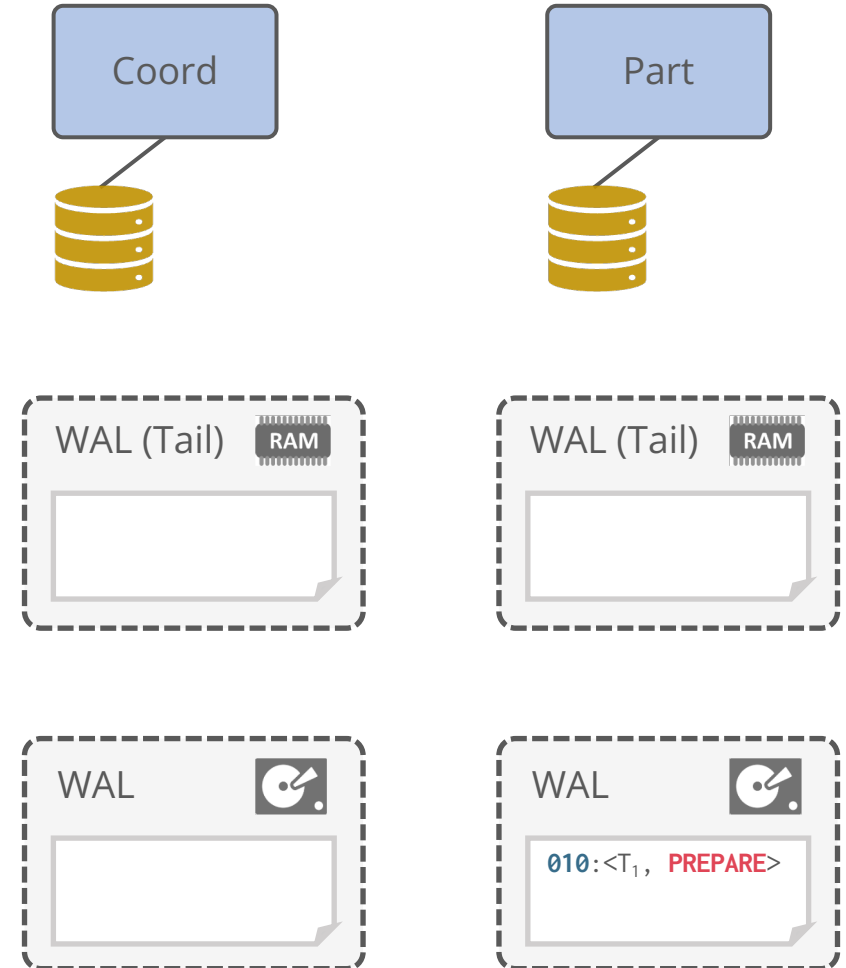 Coord
Part
WAL (Tail) RAM
WAL (Tail) RAM
WAL
WAL
010:<T₁, PREPARE>